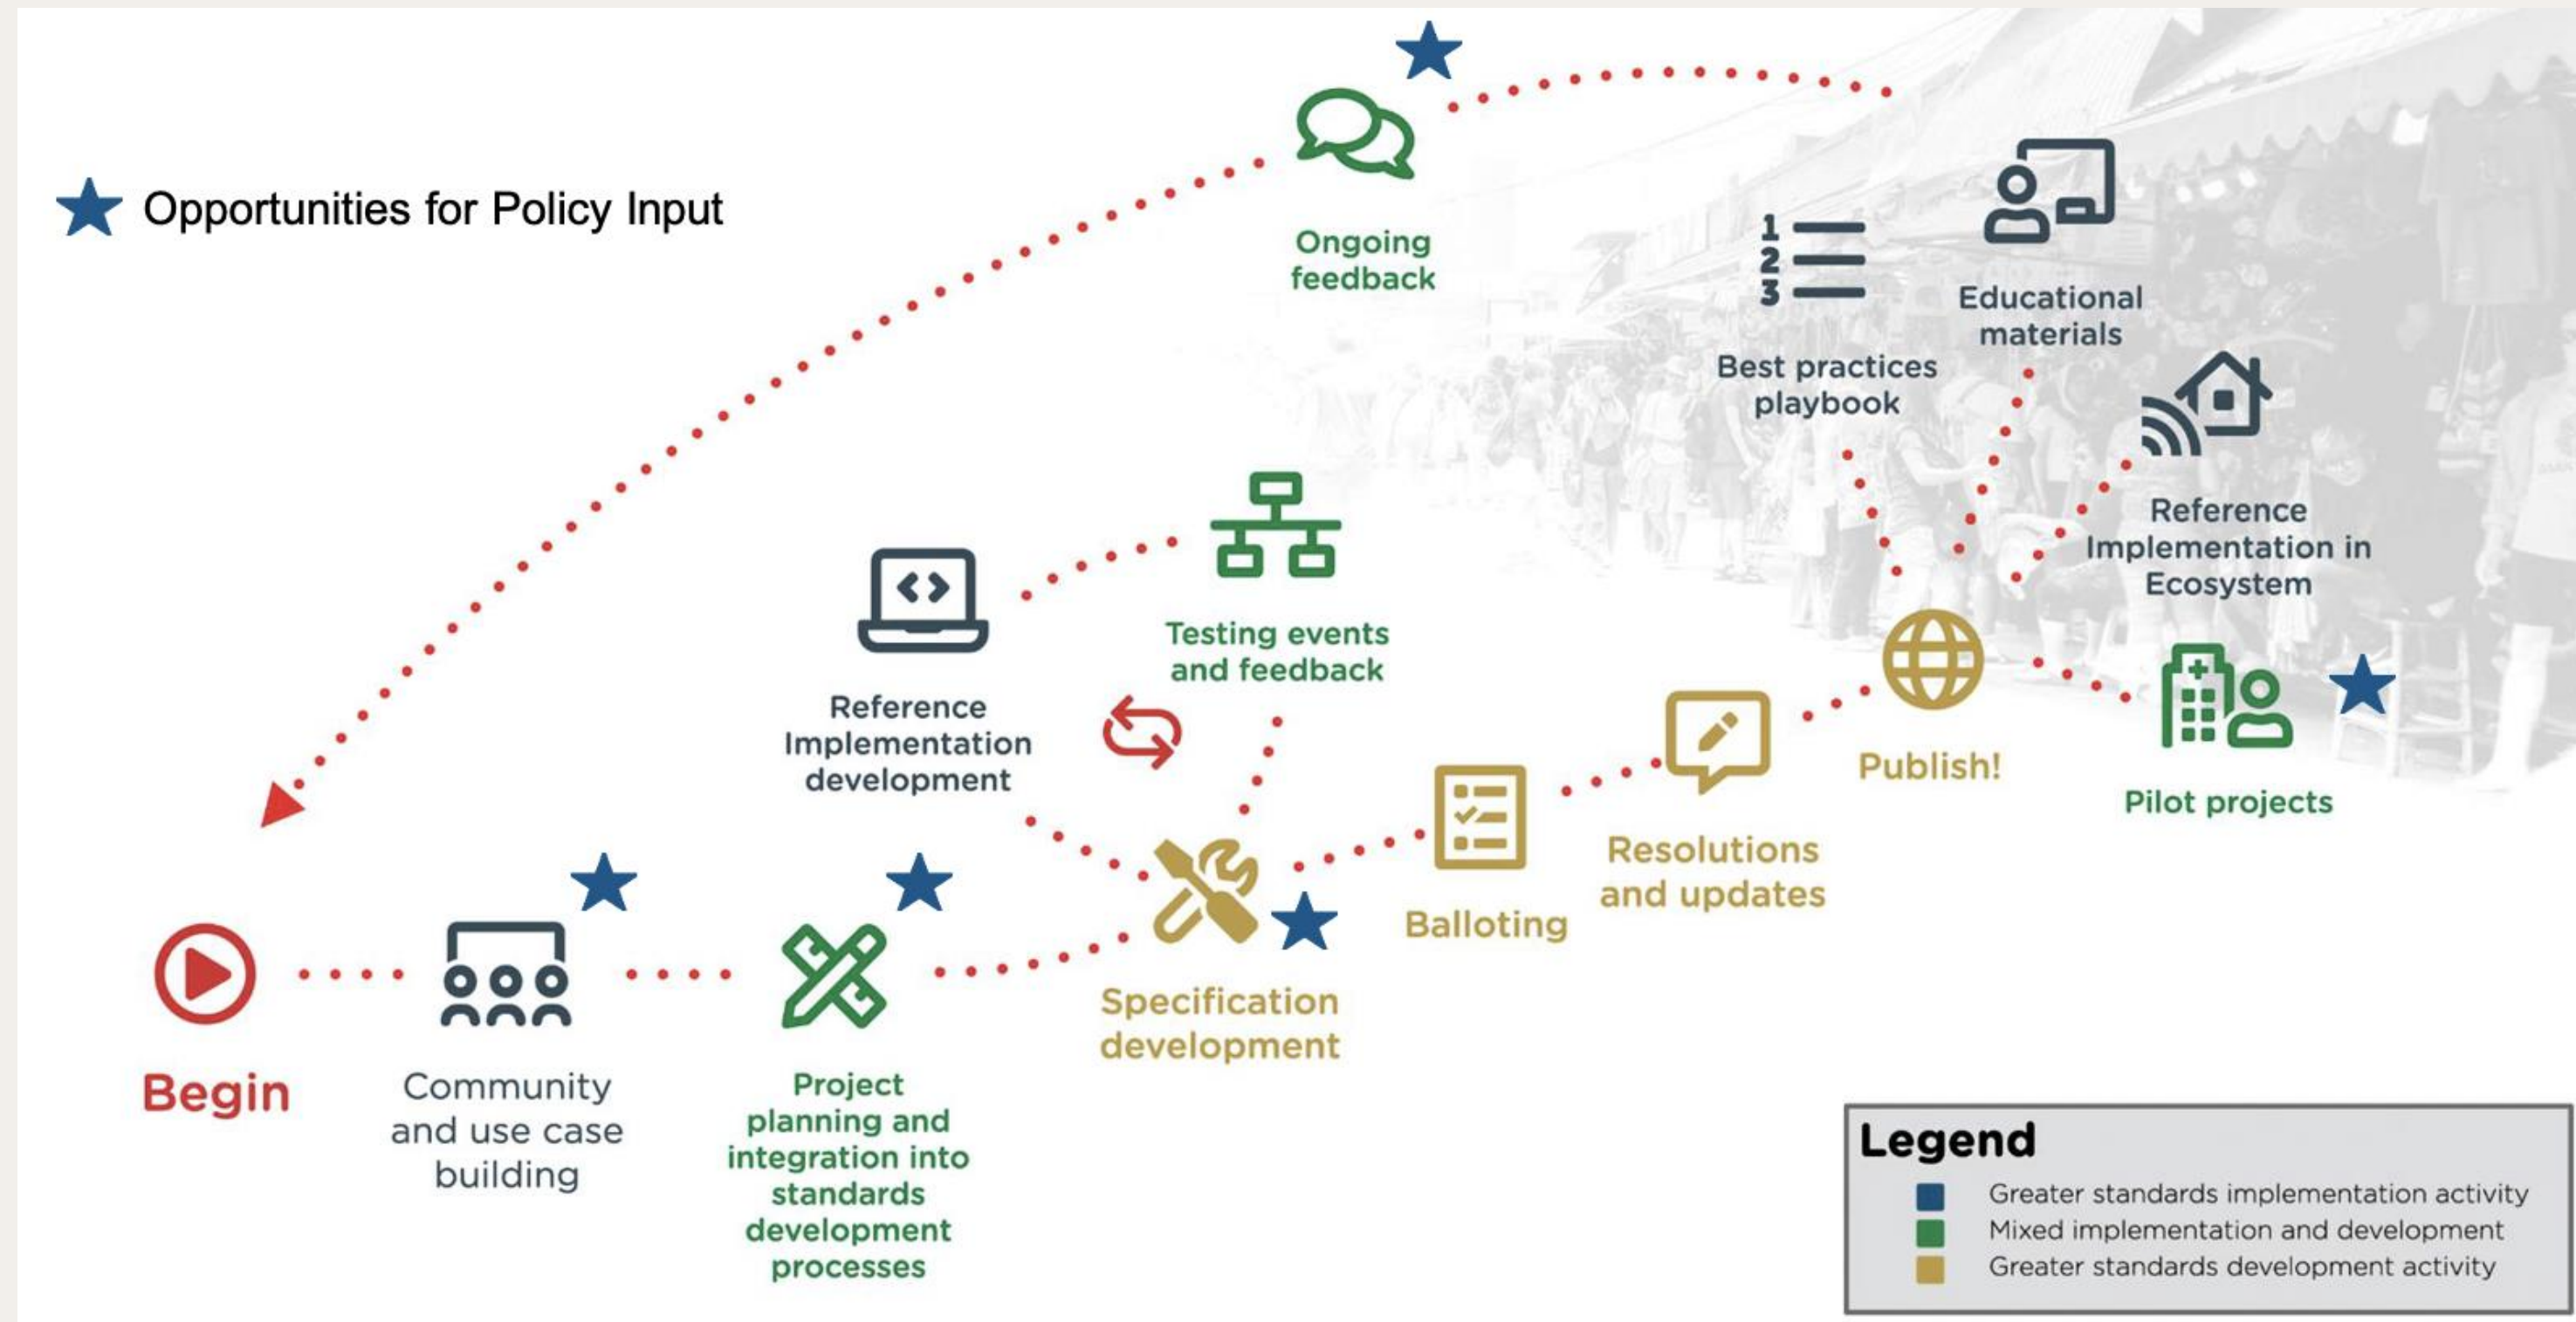 Opportunities for Policy Input
Ongoing
feedback
1
2
3
Best practices
playbook
Educational
materials
Reference
Implementation in
Ecosystem
Testing events
and feedback
Reference
Implementation
development
Publish!
Pilot projects
Resolutions
and updates
Balloting
Specification
development
Begin
Community
and use case
building
Project
planning and
integration into
standards
development
processes
Legend
Greater standards implementation activity
Mixed implementation and development
Greater standards development activity